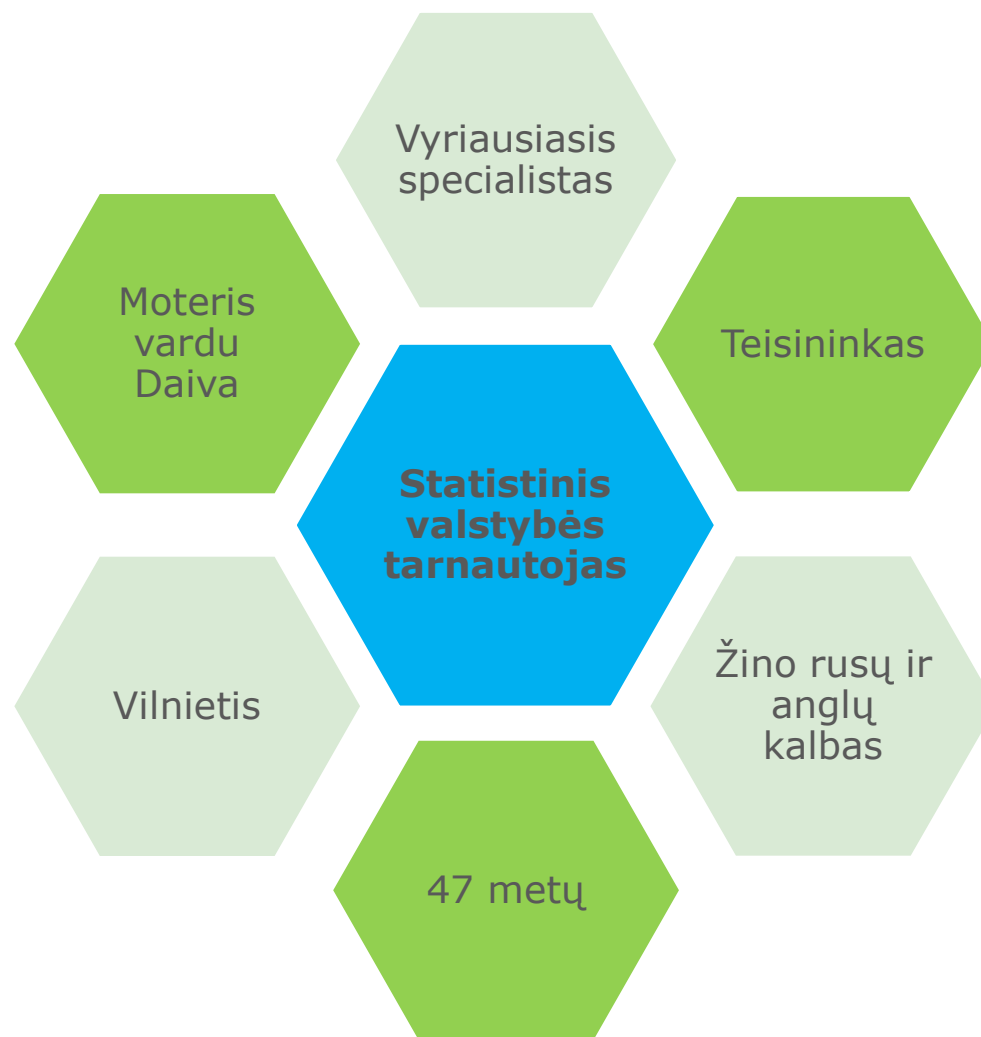 Vyriausiasis
specialistas
Moteris
vardu
Daiva
Teisininkas
Statistinis
valstybės
tarnautojas
Vilnietis
Žino rusų ir
anglų
kalbas
47 metų